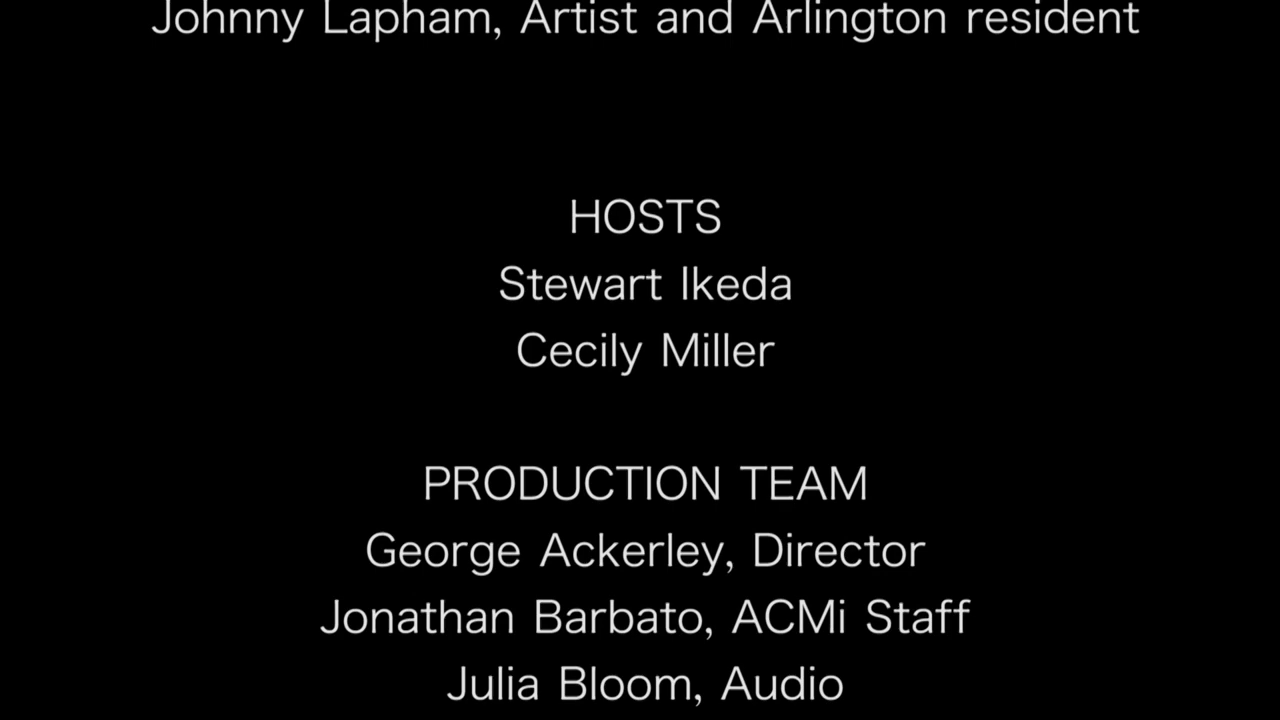 Johnny Lapham, Artist and Arlington resident
HOSTS
Stewart Ikeda
Cecily Miller
PRODUCTION TEAM
George Ackerley, Director
Jonathan Barbato, ACMi Staff
Julia Bloom, Audio